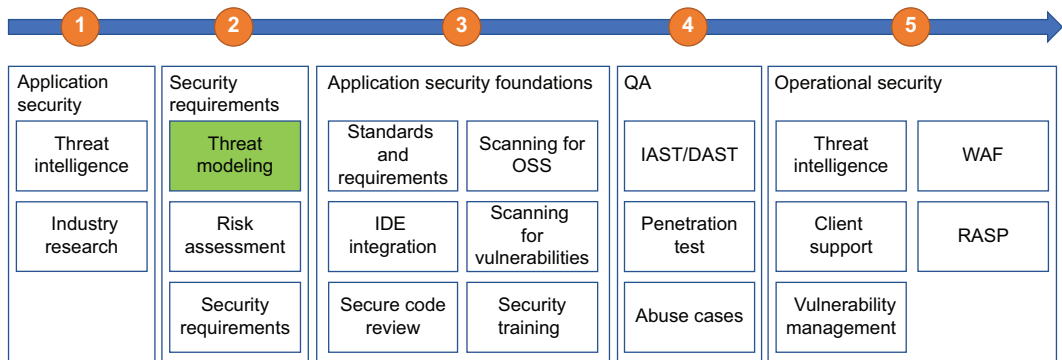 1
2
3
4
5
Application
security
Threat
intelligence
Industry
research
Security
requirements
Threat
modeling
Risk
assessment
Security
requirements
Application security foundations
Standards
and
requirements
Scanning for
OSS
IDE
integration
Scanning
for
vulnerabilities
Secure code
review
Security
training
QA
IAST/DAST
Penetration
test
Abuse cases
Operational security
Threat
intelligence
WAF
Client
support
RASP
Vulnerability
management